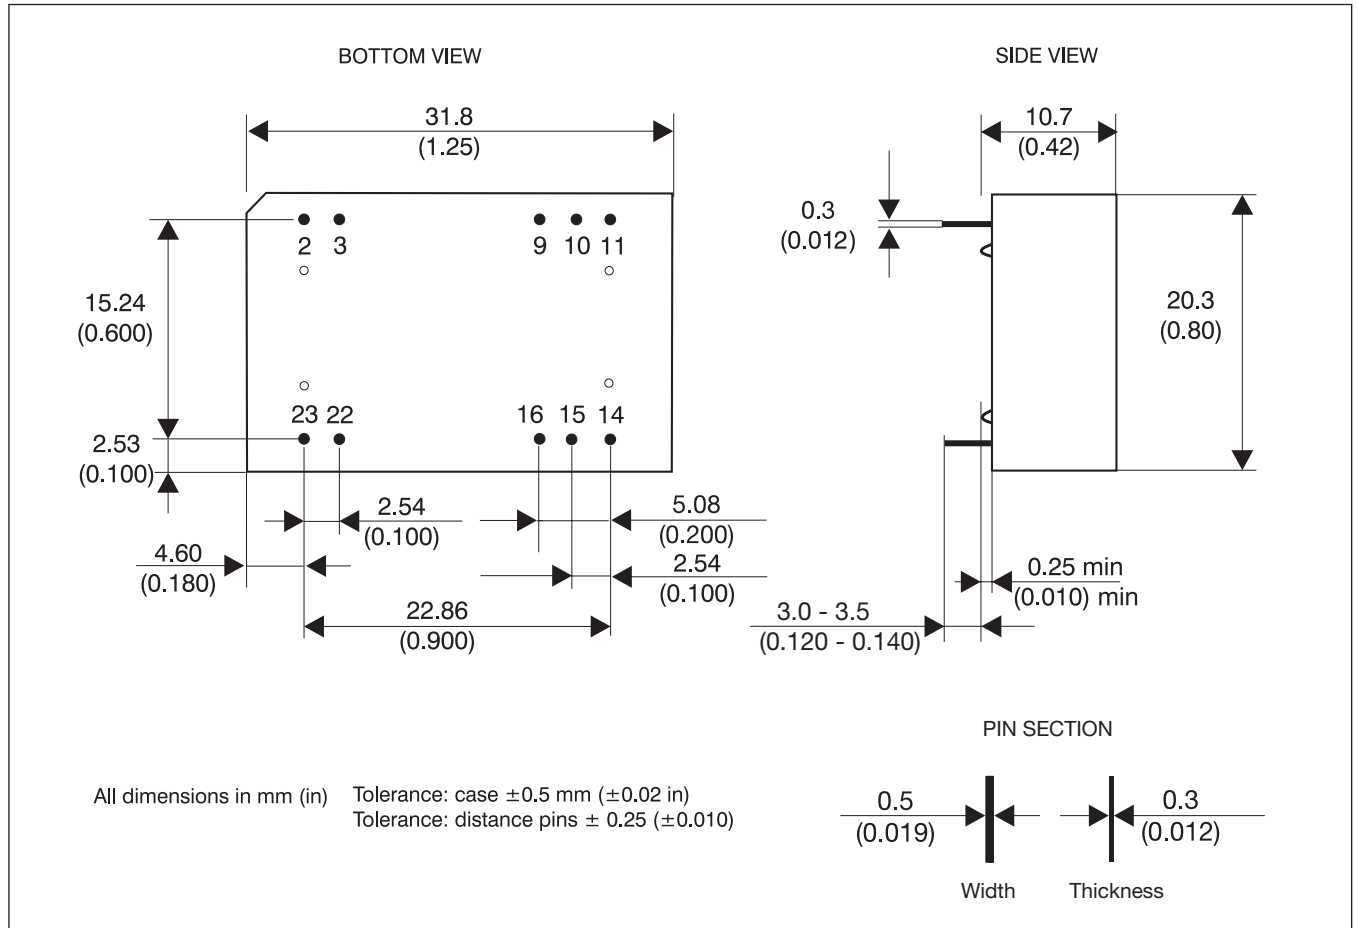 BOTTOM VIEW
SIDE VIEW
31.8
(1.25)
10.7
(0.42)
0.3
(0.012)
2 3 9 10 11
15.24
(0.600)
20.3
(0.80)
23 22 16 15 14
2.53
(0.100)
2.54
(0.100)
5.08
(0.200)
4.60
(0.180)
2.54
(0.100)
0.25 min
(0.010) min
22.86
(0.900)
3.0 - 3.5
(0.120 - 0.140)
PIN SECTION
All dimensions in mm (in)
Tolerance: case ±0.5 mm (±0.02 in)
Tolerance: distance pins ± 0.25 (±0.010)
0.5
(0.019)
0.3
(0.012)
Width
Thickness